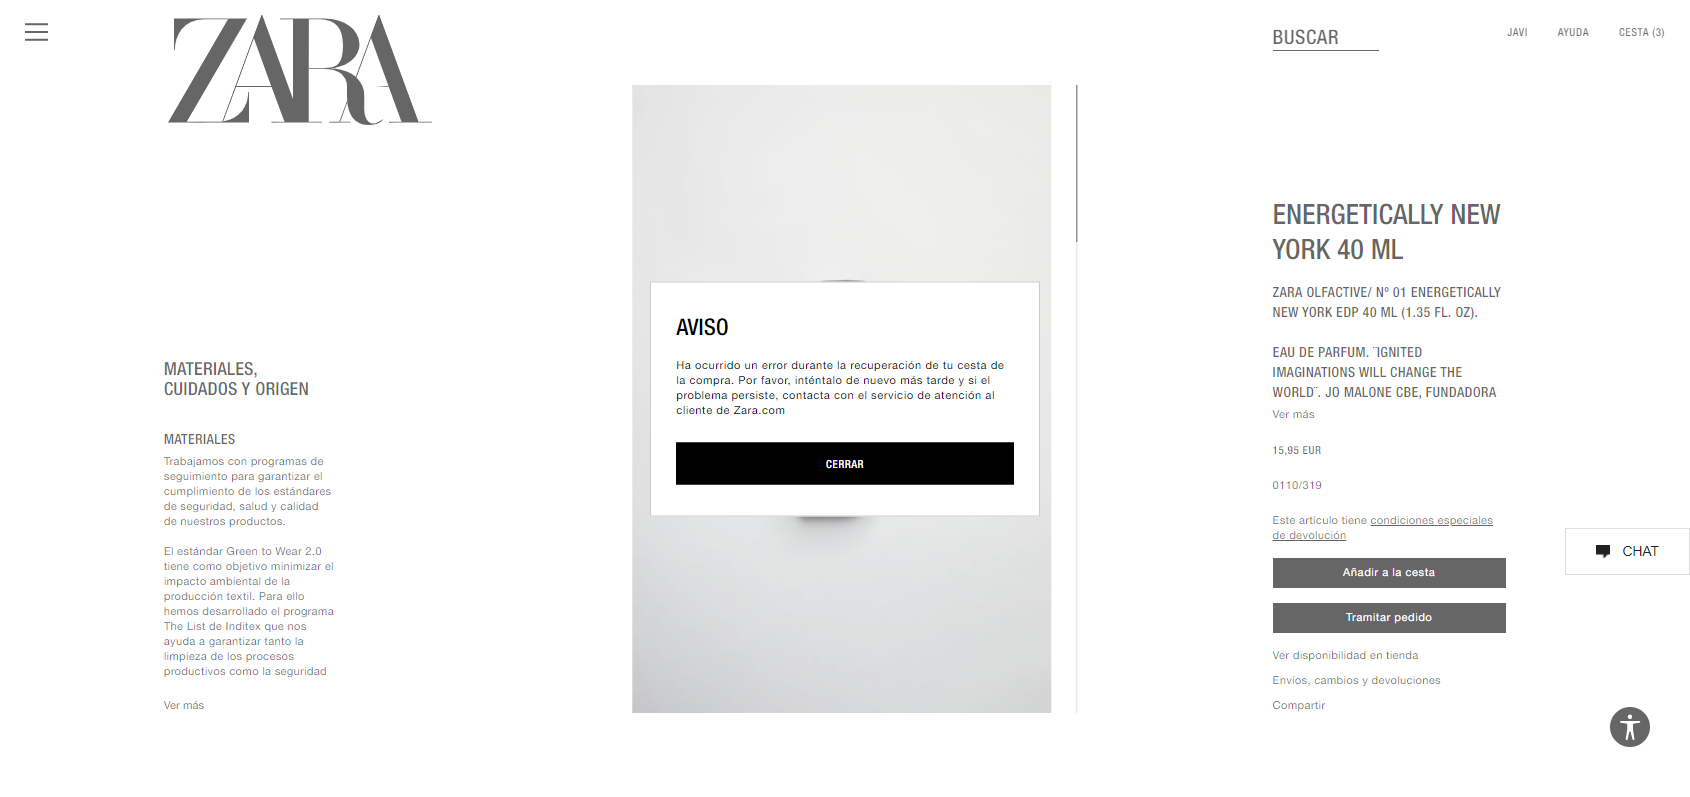 ZARA
BUSCAR
JAVI
AYUDA
CESTA (3)
MATERIALES,
CUIDADOS Y ORIGEN
MATERIALES
Trabajamos con programas de
seguimiento para garantizar el
cumplimiento de los estándares
de seguridad, salud y calidad
de nuestros productos.
El estándar Green to Wear 2.0
tiene como objetivo minimizar el
impacto ambiental de la
producción textil. Para ello
hemos desarrollado el programa
The List de Inditex que nos
ayuda a garantizar tanto la
limpieza de los procesos
productivos como la seguridad
Ver más
AVISO
Ha ocurrido un error durante la recuperación de tu cesta de
la compra. Por favor, inténtalo de nuevo más tarde y si el
problema persiste, contacta con el servicio de atención al
cliente de Zara.com
CERRAR
ENERGETICALLY NEW
YORK 40 ML
ZARA OLFACTIVE/ Nº 01 ENERGETICALLY
NEW YORK EDP 40 ML (1.35 FL. OZ).
EAU DE PARFUM. ¨IGNITED
IMAGINATIONS WILL CHANGE THE
WORLD¨. JO MALONE CBE, FUNDADORA
Ver más
15,95 EUR
0110/319
Este artículo tiene condiciones especiales
de devolución
Añadir a la cesta
Tramitar pedido
Ver disponibilidad en tienda
Envíos, cambios y devoluciones
Compartir
CHAT